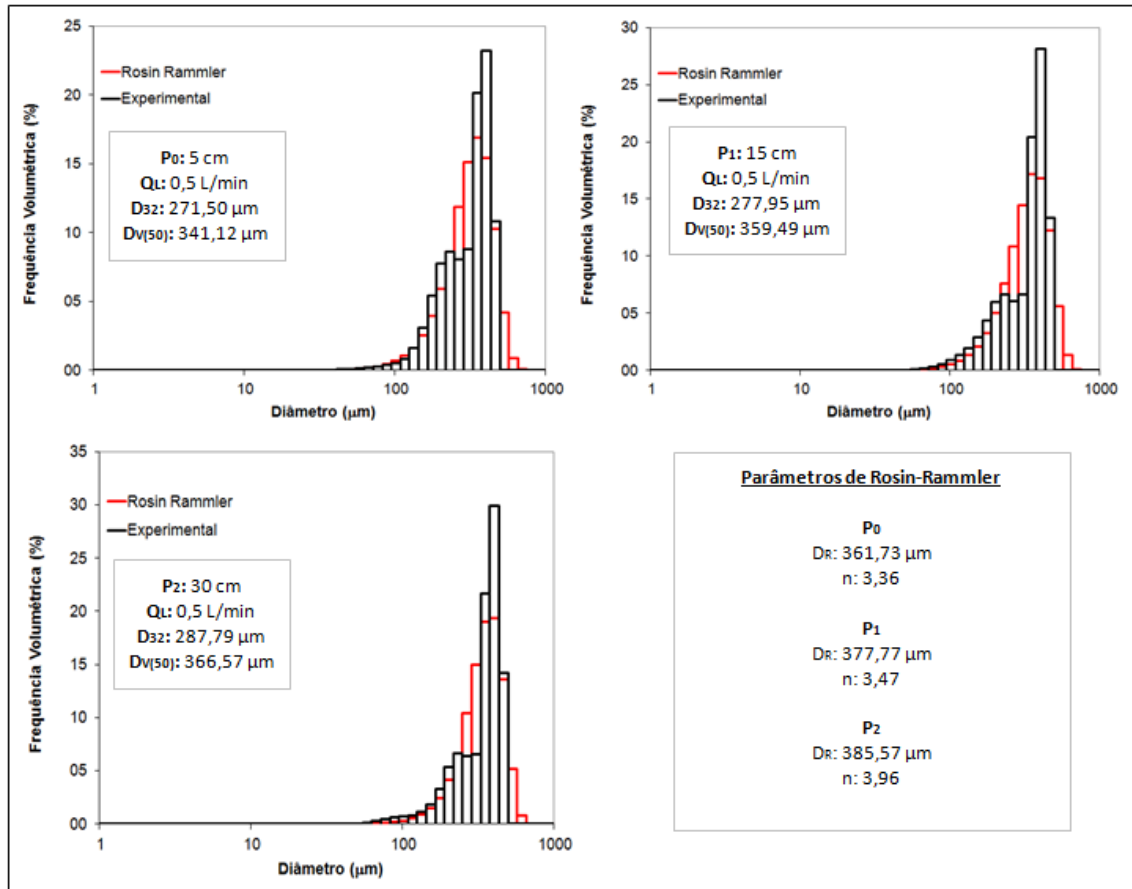 25
20
15
10
05
00
Frequência Volumétrica (%)
Rosin Rammler
Experimental
P0: 5 cm
QL: 0,5 L/min
D32: 271,50 µm
DV(50): 341,12 µm
1
10
100
1000
Diâmetro (µm)
30
25
20
15
10
05
00
Frequência Volumétrica (%)
Rosin Rammler
Experimental
P1: 15 cm
QL: 0,5 L/min
D32: 277,95 µm
DV(50): 359,49 µm
1
10
100
1000
Diâmetro (µm)
35
30
25
20
15
10
05
00
Frequência Volumétrica (%)
Rosin Rammler
Experimental
P2: 30 cm
QL: 0,5 L/min
D32: 287,79 µm
DV(50): 366,57 µm
1
10
100
1000
Diâmetro (µm)
Parâmetros de Rosin-Rammler
P0
DR: 361,73 µm
n: 3,36
P1
DR: 377,77 µm
n: 3,47
P2
DR: 385,57 µm
n: 3,96